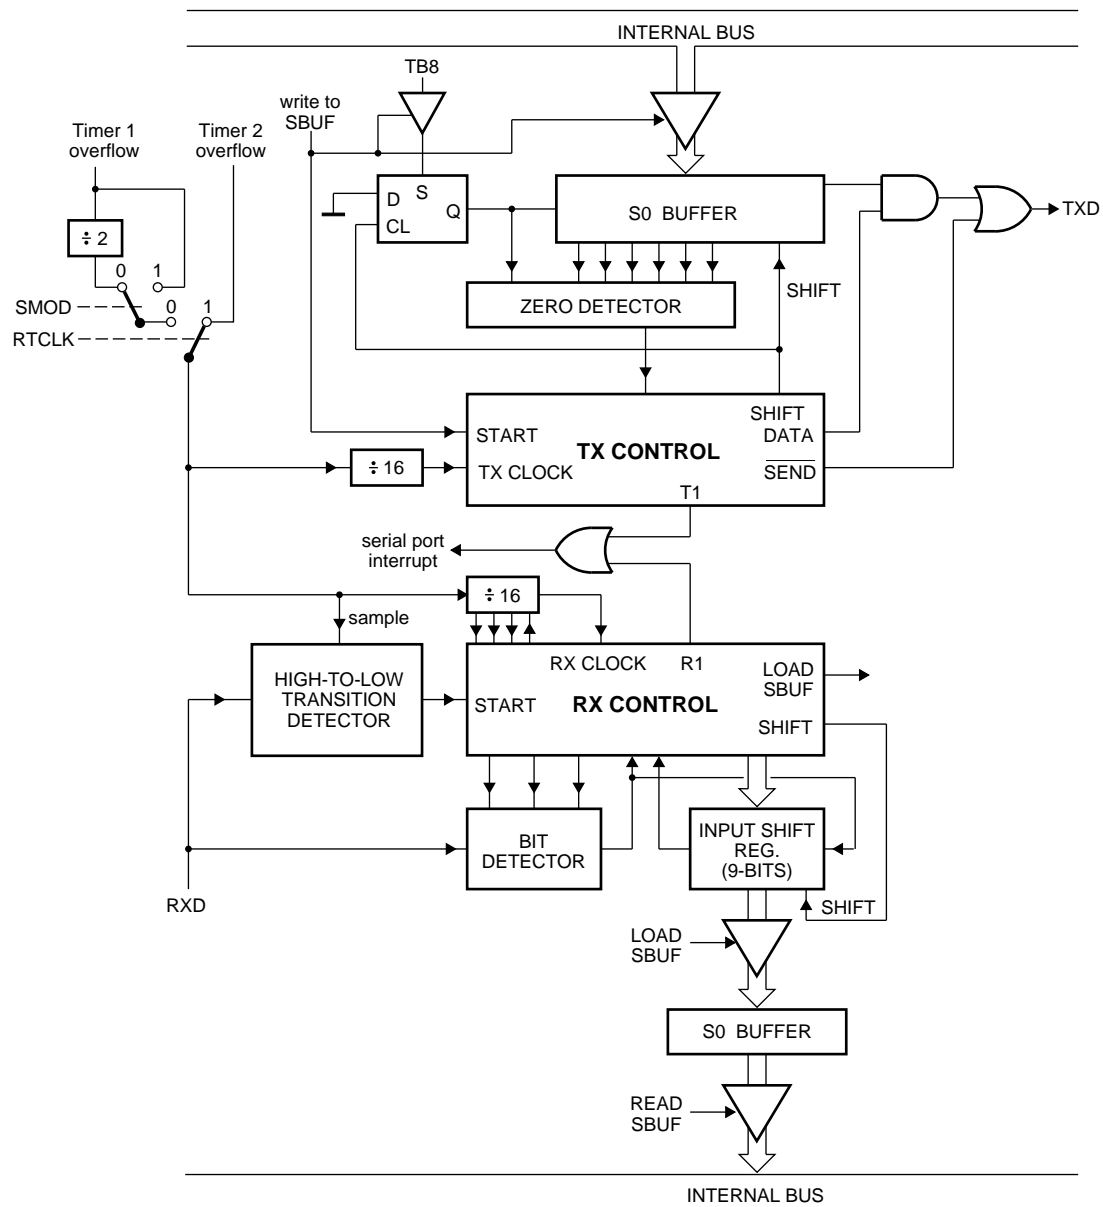 INTERNAL BUS
TB8
write to
SBUF
Timer 1
overflow
Timer 2
overflow
D
S
Q
CL
S0 BUFFER
TXD
÷ 2
0
1
SMOD
0
1
RTCLK
ZERO DETECTOR
SHIFT
SHIFT
START
TX CONTROL
DATA
÷ 16
TX CLOCK
SEND
T1
serial port
interrupt
÷ 16
sample
HIGH-TO-LOW
TRANSITION
DETECTOR
RX CLOCK
R1
LOAD
SBUF
START
RX CONTROL
SHIFT
BIT
DETECTOR
INPUT SHIFT
REG.
(9-BITS)
RXD
SHIFT
LOAD
SBUF
S0 BUFFER
READ
SBUF
INTERNAL BUS